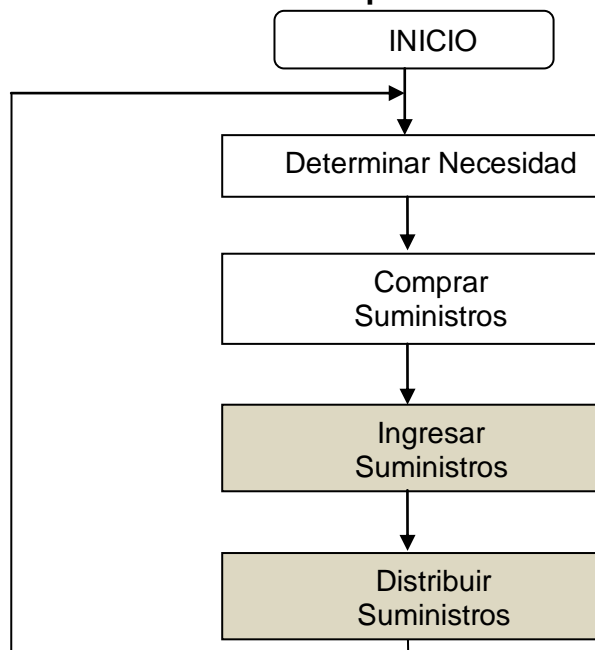 INICIO
Determinar Necesidad
Comprar
Suministros
Ingresar
Suministros
Distribuir
Suministros